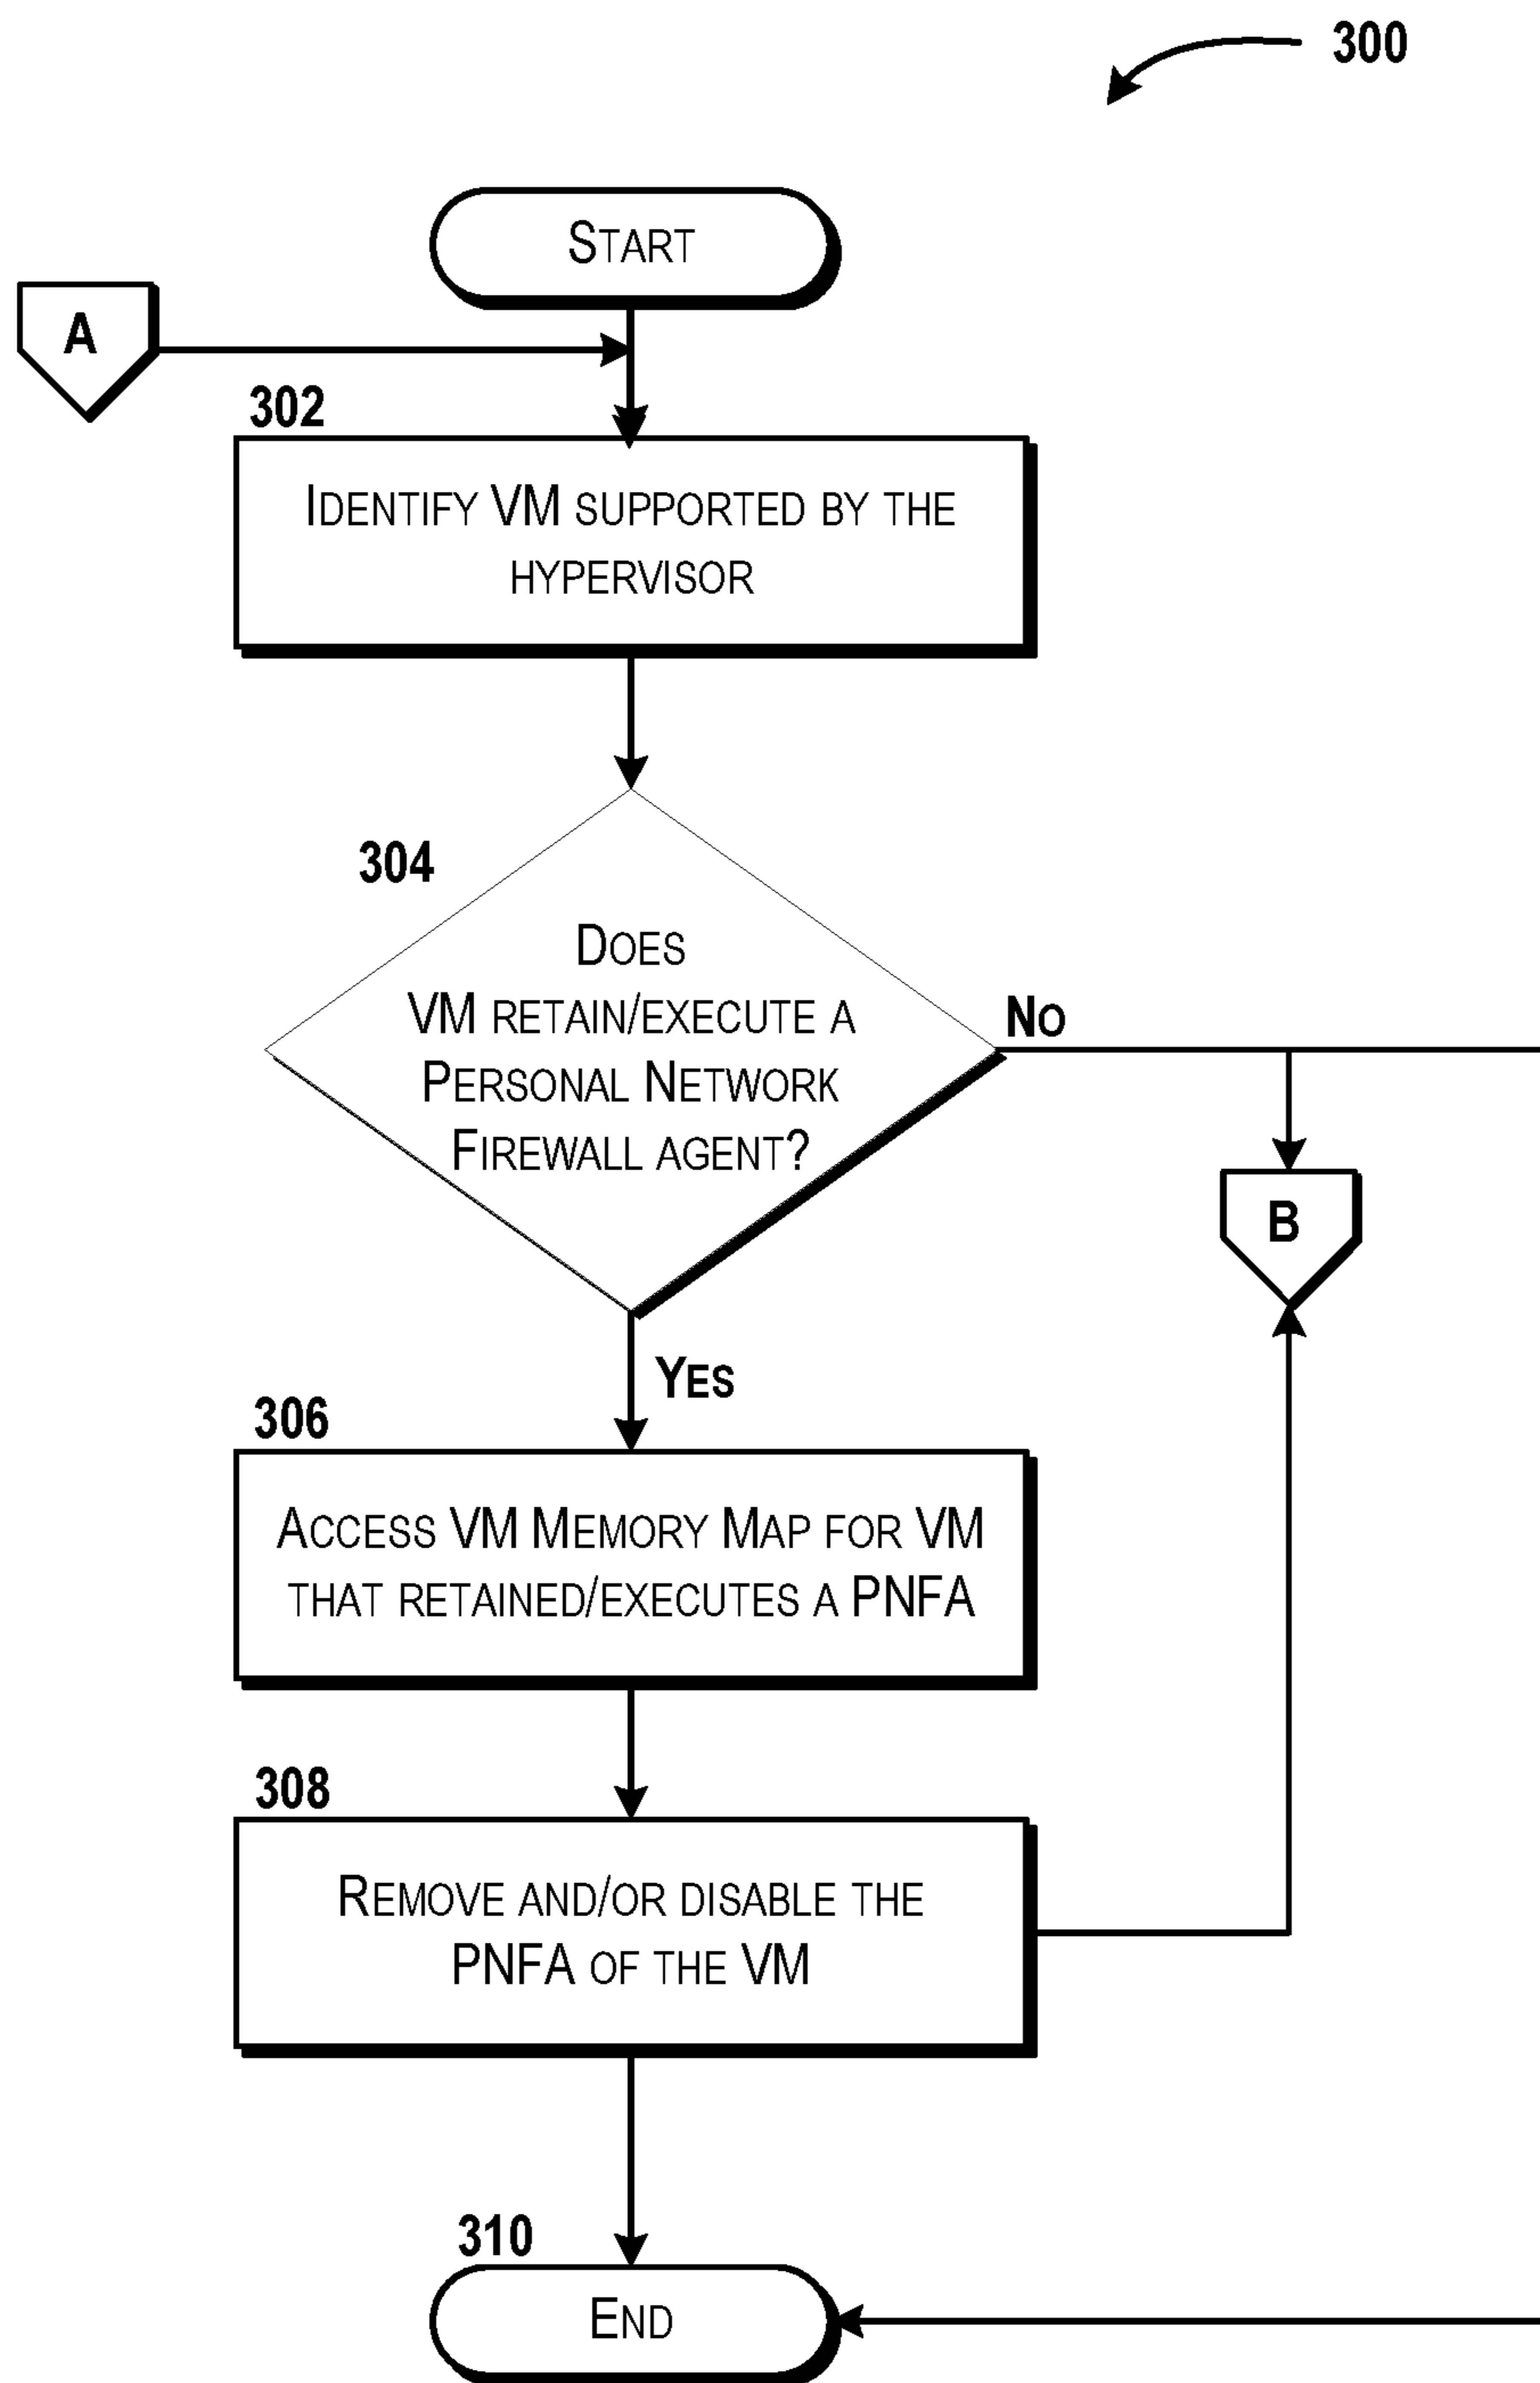 300
START
A
302
IDENTIFY VM SUPPORTED BY THE
HYPERVISOR
304
DOES
VM RETAIN/EXECUTE A
PERSONAL NETWORK
FIREWALL AGENT?
NO
B
YES
306
ACCESS VM MEMORY MAP FOR VM
THAT RETAINED/EXECUTES A PNFA
308
REMOVE AND/OR DISABLE THE
PNFA OF THE VM
310
END